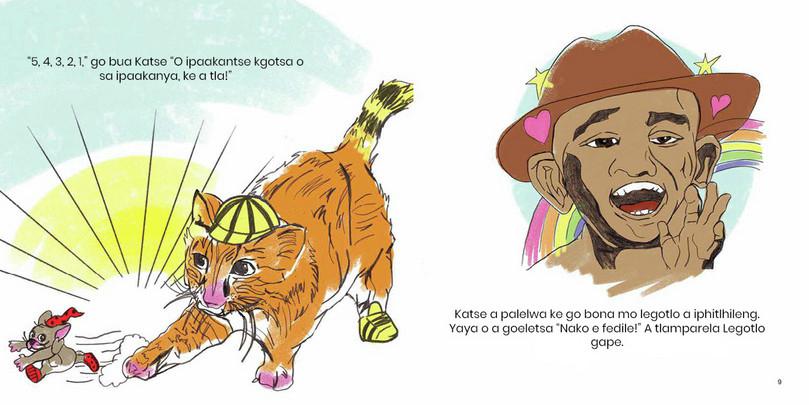 “5, 4, 3, 2, 1,” go bua Katse “O ipaakantse kgotsa o
sa ipaakanya, ke a tla!”
Katse a palelwa ke go bona mo legotlo a iphitlhileng.
Yaya o a goeletsa “Nako e fedile!” A tlamparela Legotlo
gape.
9